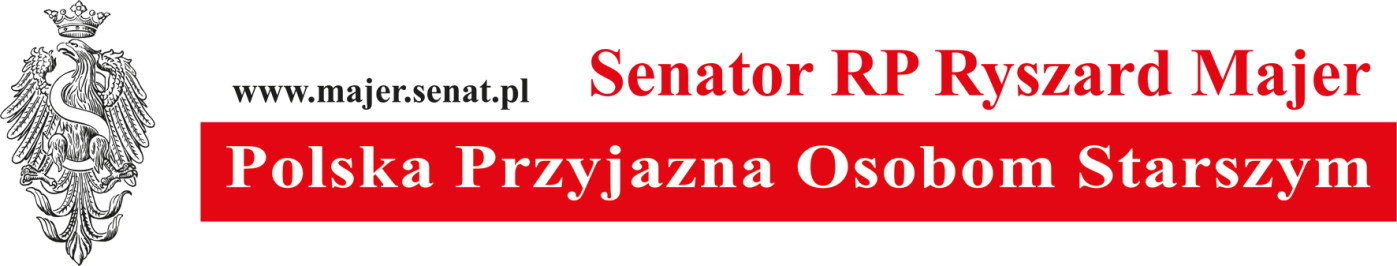 Senator RP Ryszard Majer
www.majer.senat.pl
Polska Przyjazna Osobom Starszym